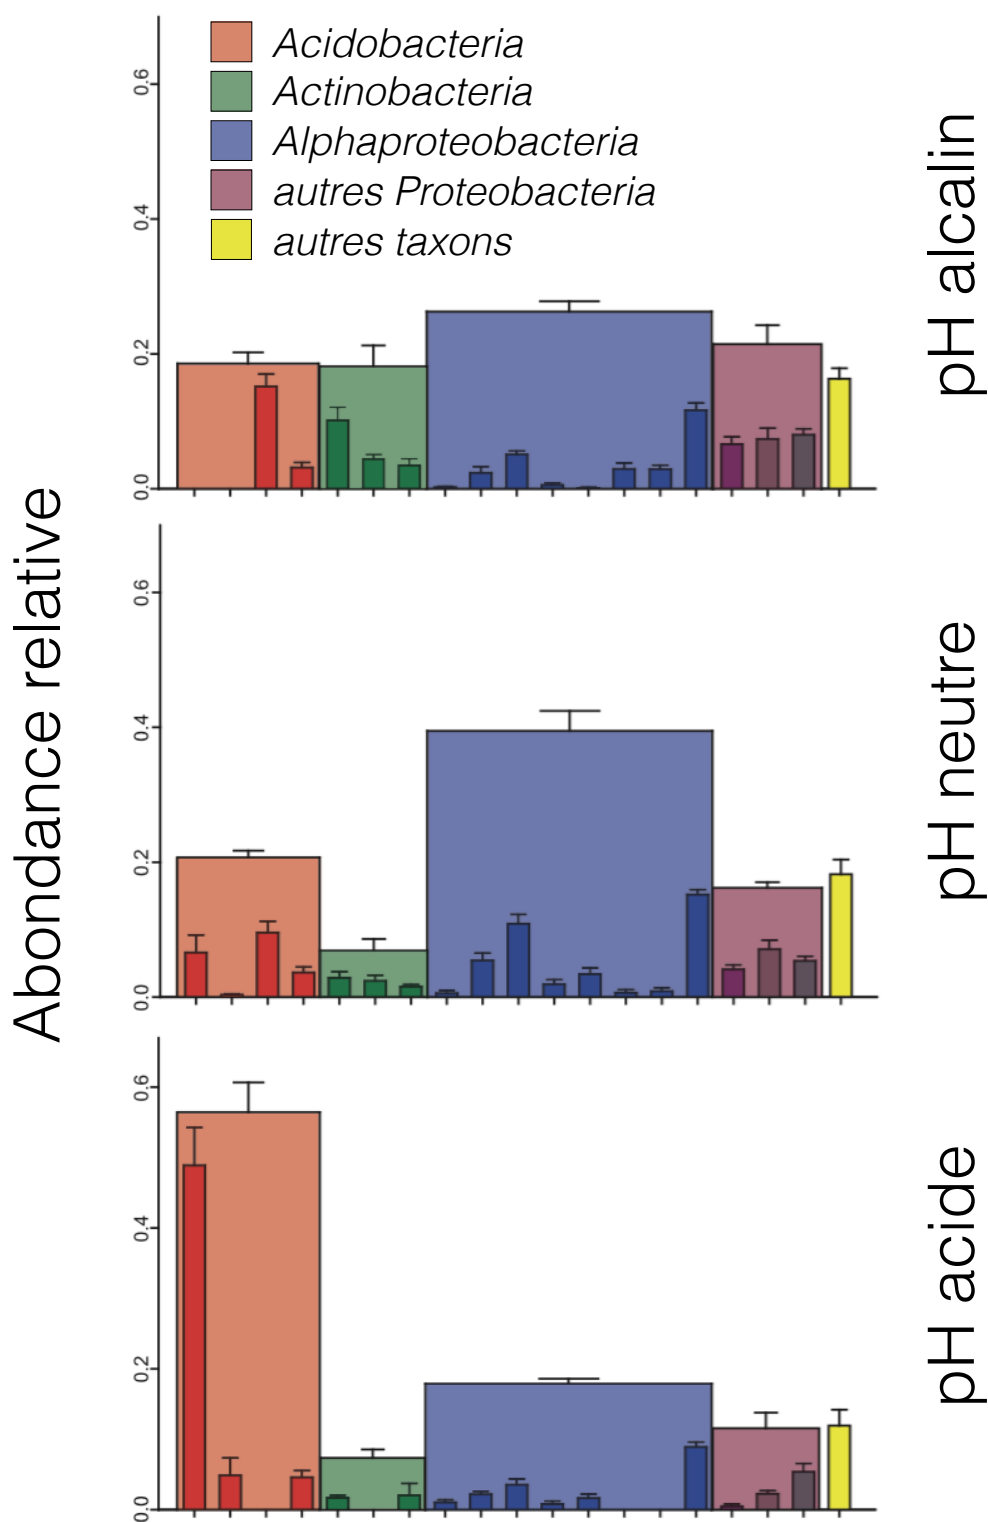 Acidobacteria
Actinobacteria
Alphaproteobacteria
autres Proteobacteria
autres taxons
0.6
0.4
0.2
0.0
pH alcalin
Abondance relative
0.6
0.4
0.2
0.0
pH neutre
0.6
0.4
0.2
0.0
pH acide